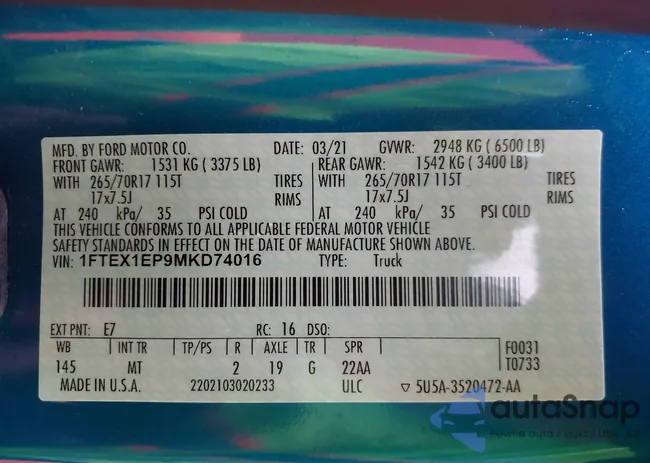 MFD. BY FORD MOTOR CO. DATE: 03/21 GVWR: 2948 KG (6500 LB)
FRONT GAWR: 1531 KG (3375 LB) REAR GAWR: 1542 KG (3400 LB)
WITH 265/70R17 115T TIRES WITH 265/70R17 115T TIRES
17x7.5J RIMS 17x7.5J RIMS
AT 240 kPa/ 35 PSI COLD AT 240 kPa/ 35 PSI COLD
THIS VEHICLE CONFORMS TO ALL APPLICABLE FEDERAL MOTOR VEHICLE
SAFETY STANDARDS IN EFFECT ON THE DATE OF MANUFACTURE SHOWN ABOVE.
VIN: 1FTEX1EP9MKD74016 TYPE: Truck
EXT PNT: E7 RC: 16 DSO:
WB INT TR TP/PS R AXLE TR SPR F0031
145 MT 2 19 G 22AA T0733
MADE IN U.S.A. 2202103020233 ULC ▽ 5U5A-3520472-AA
autoSnap